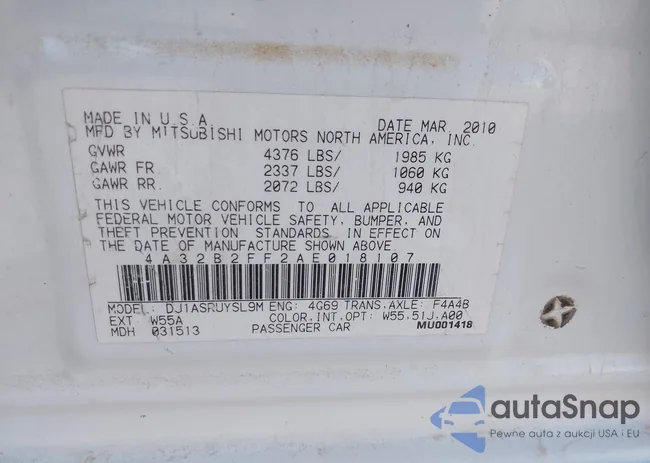 MADE IN U.S.A. DATE MAR. 2010
MFD BY MITSUBISHI MOTORS NORTH AMERICA, INC.
GVWR 4376 LBS/ 1985 KG
GAWR FR 2337 LBS/ 1060 KG
GAWR RR. 2072 LBS/ 940 KG
THIS VEHICLE CONFORMS TO ALL APPLICABLE
FEDERAL MOTOR VEHICLE SAFETY, BUMPER, AND
THEFT PREVENTION STANDARDS IN EFFECT ON
THE DATE OF MANUFACTURE SHOWN ABOVE.
4A32B2FF2AE018107
MODEL: DJ1ASRUYSL9M ENG: 4G69 TRANS.AXLE: F4A4B
EXT W55A COLOR.INT.OPT: W55.51J.A00
MDH 031513 PASSENGER CAR MU001418
autaSnap
Pewne auta z aukcji USA i EU